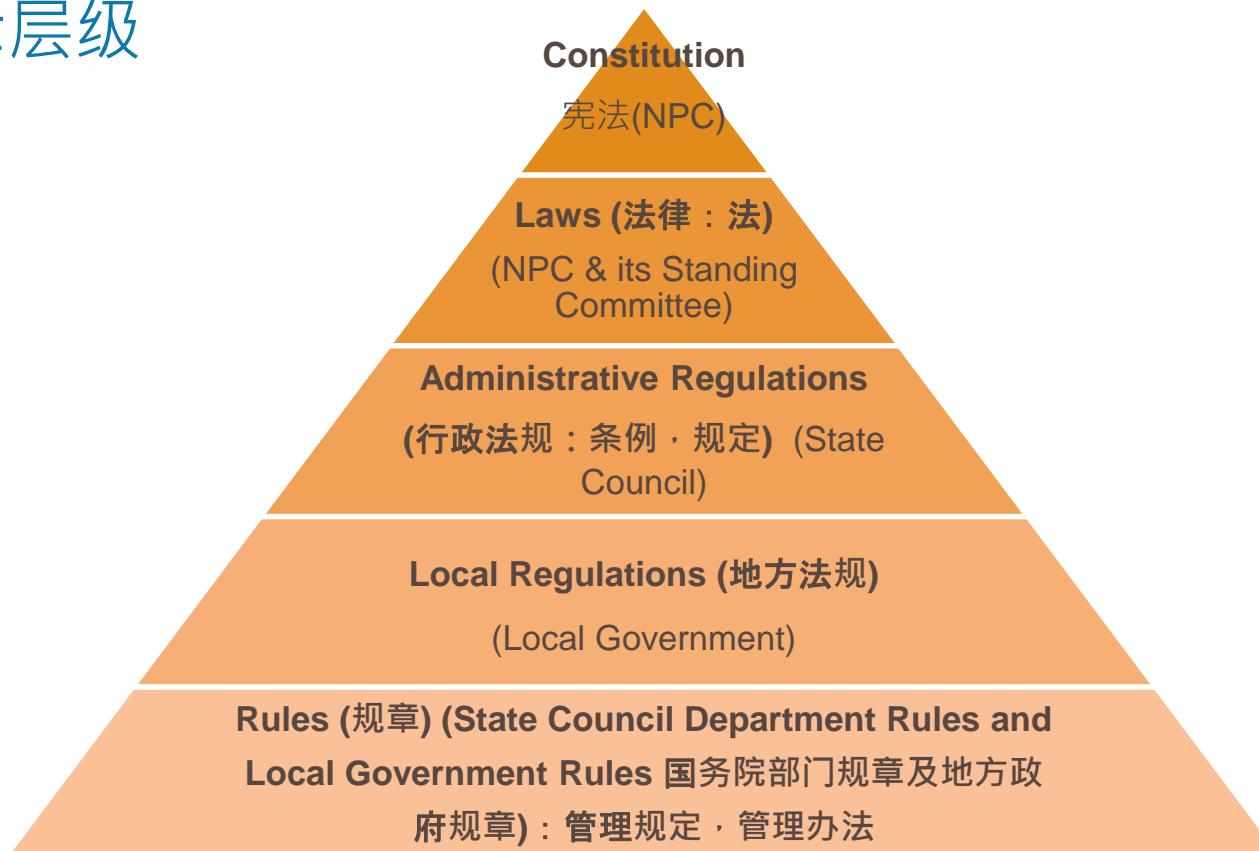 层级
Constitution
宪法(NPC)
Laws (法律：法)
(NPC & its Standing
Committee)
Administrative Regulations
(行政法规：条例，规定) (State
Council)
Local Regulations (地方法规)
(Local Government)
Rules (规章) (State Council Department Rules and
Local Government Rules 国务院部门规章及地方政
府规章)：管理规定，管理办法